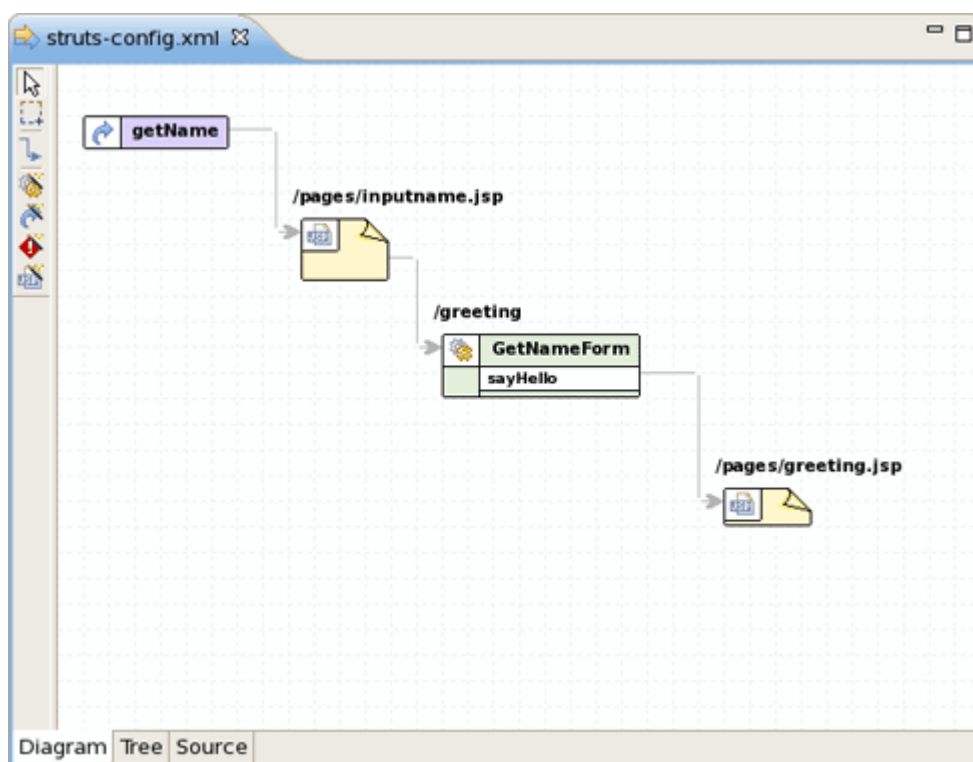 struts-config.xml
getName
/pages/inputname.jsp
/greeting
GetNameForm
sayHello
/pages/greeting.jsp
Diagram Tree Source